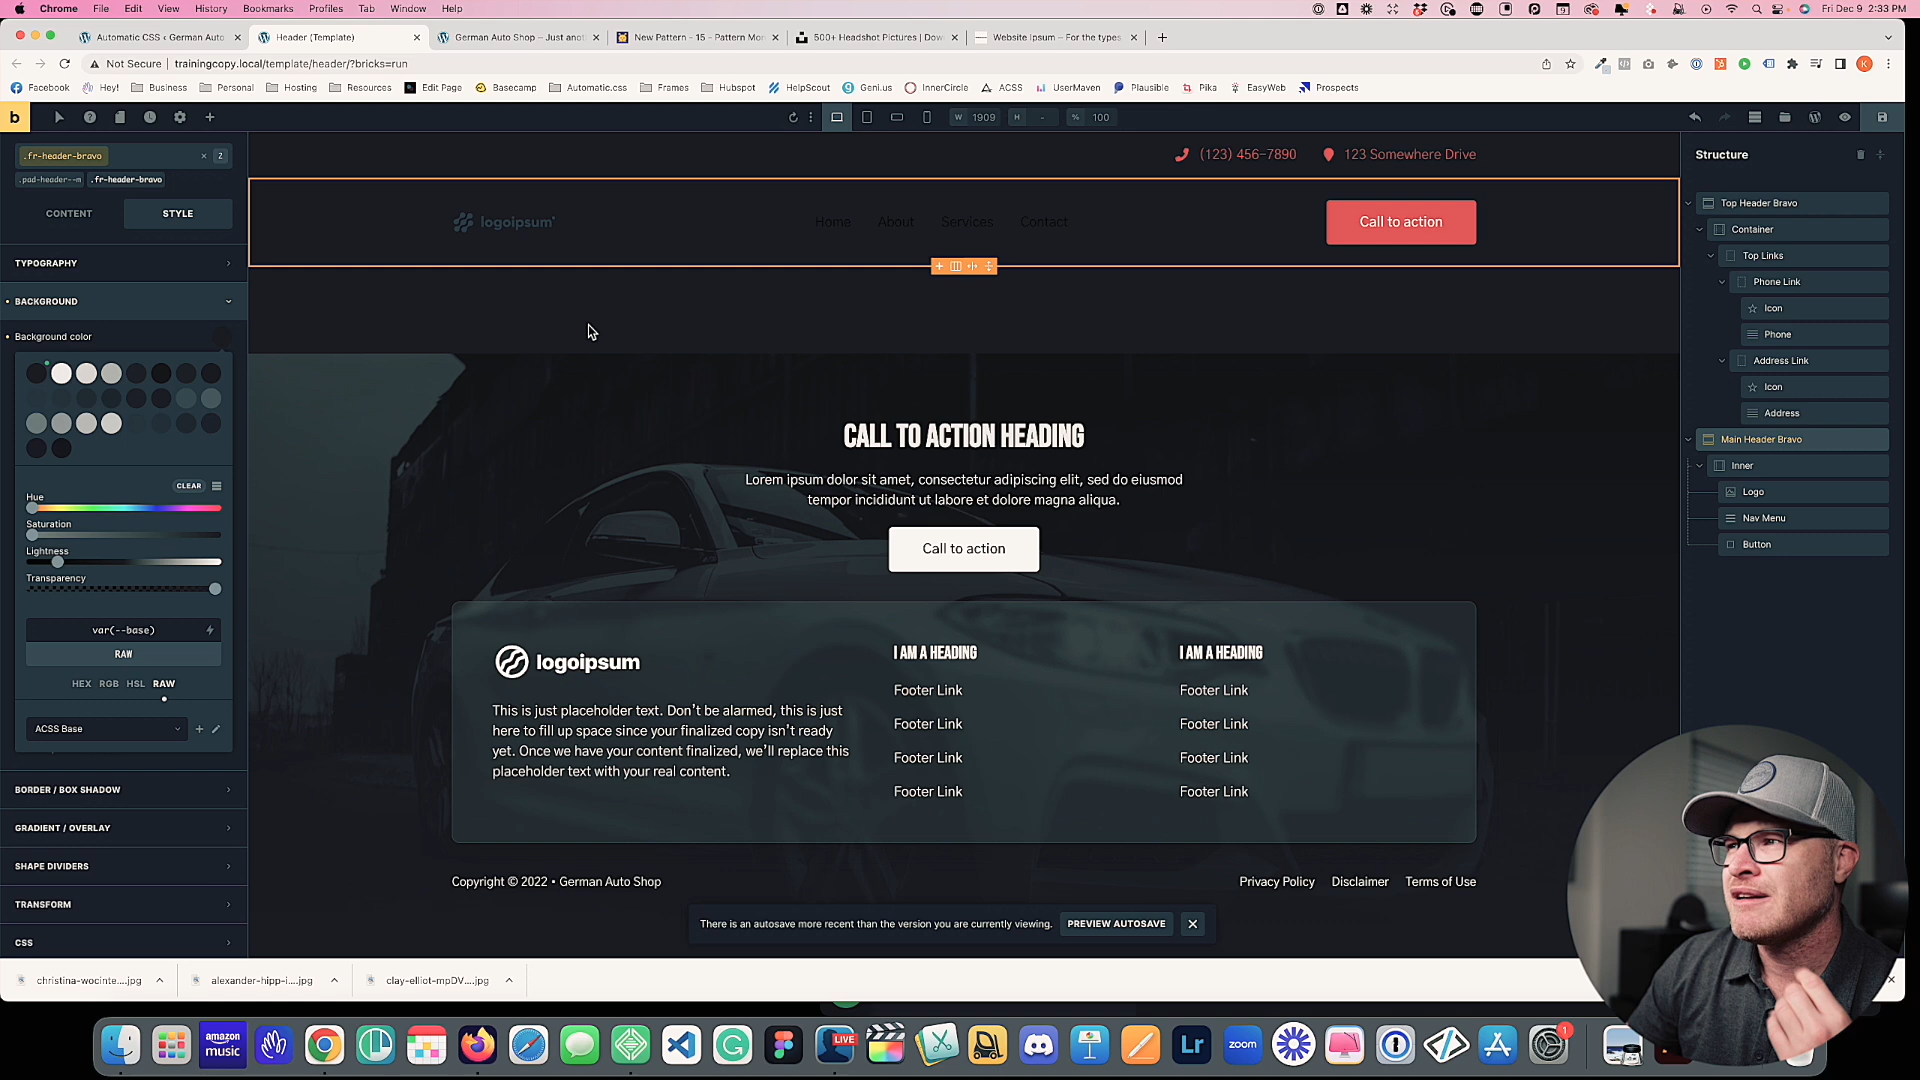 Chrome File Edit View History Bookmarks Profiles Tab Window Help
Fri Dec 9 2:33 PM
Automatic CSS ‹ German Auto
Header (Template)
German Auto Shop – Just anot
New Pattern - 15 – Pattern Mon
500+ Headshot Pictures | Dow
Website Ipsum – For the types
Not Secure
trainingcopy.local/template/header/?bricks=run
Facebook Hey! Business Personal Hosting Resources Edit Page Basecamp Automatic.css Frames Hubspot HelpScout Geni.us InnerCircle ACSS UserMaven Plausible Pika EasyWeb Prospects
b
W 1909 H - % 100
.fr-header-bravo × 2
.pad-header--m .fr-header-bravo
CONTENT STYLE
TYPOGRAPHY
BACKGROUND
Background color
CLEAR
Hue
Saturation
Lightness
Transparency
var(--base)
RAW
HEX RGB HSL RAW
ACSS Base
BORDER / BOX SHADOW
GRADIENT / OVERLAY
SHAPE DIVIDERS
TRANSFORM
CSS
(123) 456-7890 123 Somewhere Drive
logoipsum
Home About Services Contact
Call to action
CALL TO ACTION HEADING
Lorem ipsum dolor sit amet, consectetur adipiscing elit, sed do eiusmod
tempor incididunt ut labore et dolore magna aliqua.
Call to action
logoipsum
This is just placeholder text. Don't be alarmed, this is just
here to fill up space since your finalized copy isn't ready
yet. Once we have your content finalized, we'll replace this
placeholder text with your real content.
I AM A HEADING
Footer Link
Footer Link
Footer Link
Footer Link
I AM A HEADING
Footer Link
Footer Link
Footer Link
Footer Link
Copyright © 2022 • German Auto Shop
Privacy Policy Disclaimer Terms of Use
There is an autosave more recent than the version you are currently viewing. PREVIEW AUTOSAVE
Structure
Top Header Bravo
Container
Top Links
Phone Link
Icon
Phone
Address Link
Icon
Address
Main Header Bravo
Inner
Logo
Nav Menu
Button
christina-wocinte....jpg
alexander-hipp-i....jpg
clay-elliot-mpDV....jpg
amazon
music
LIVE
Lr
zoom
1